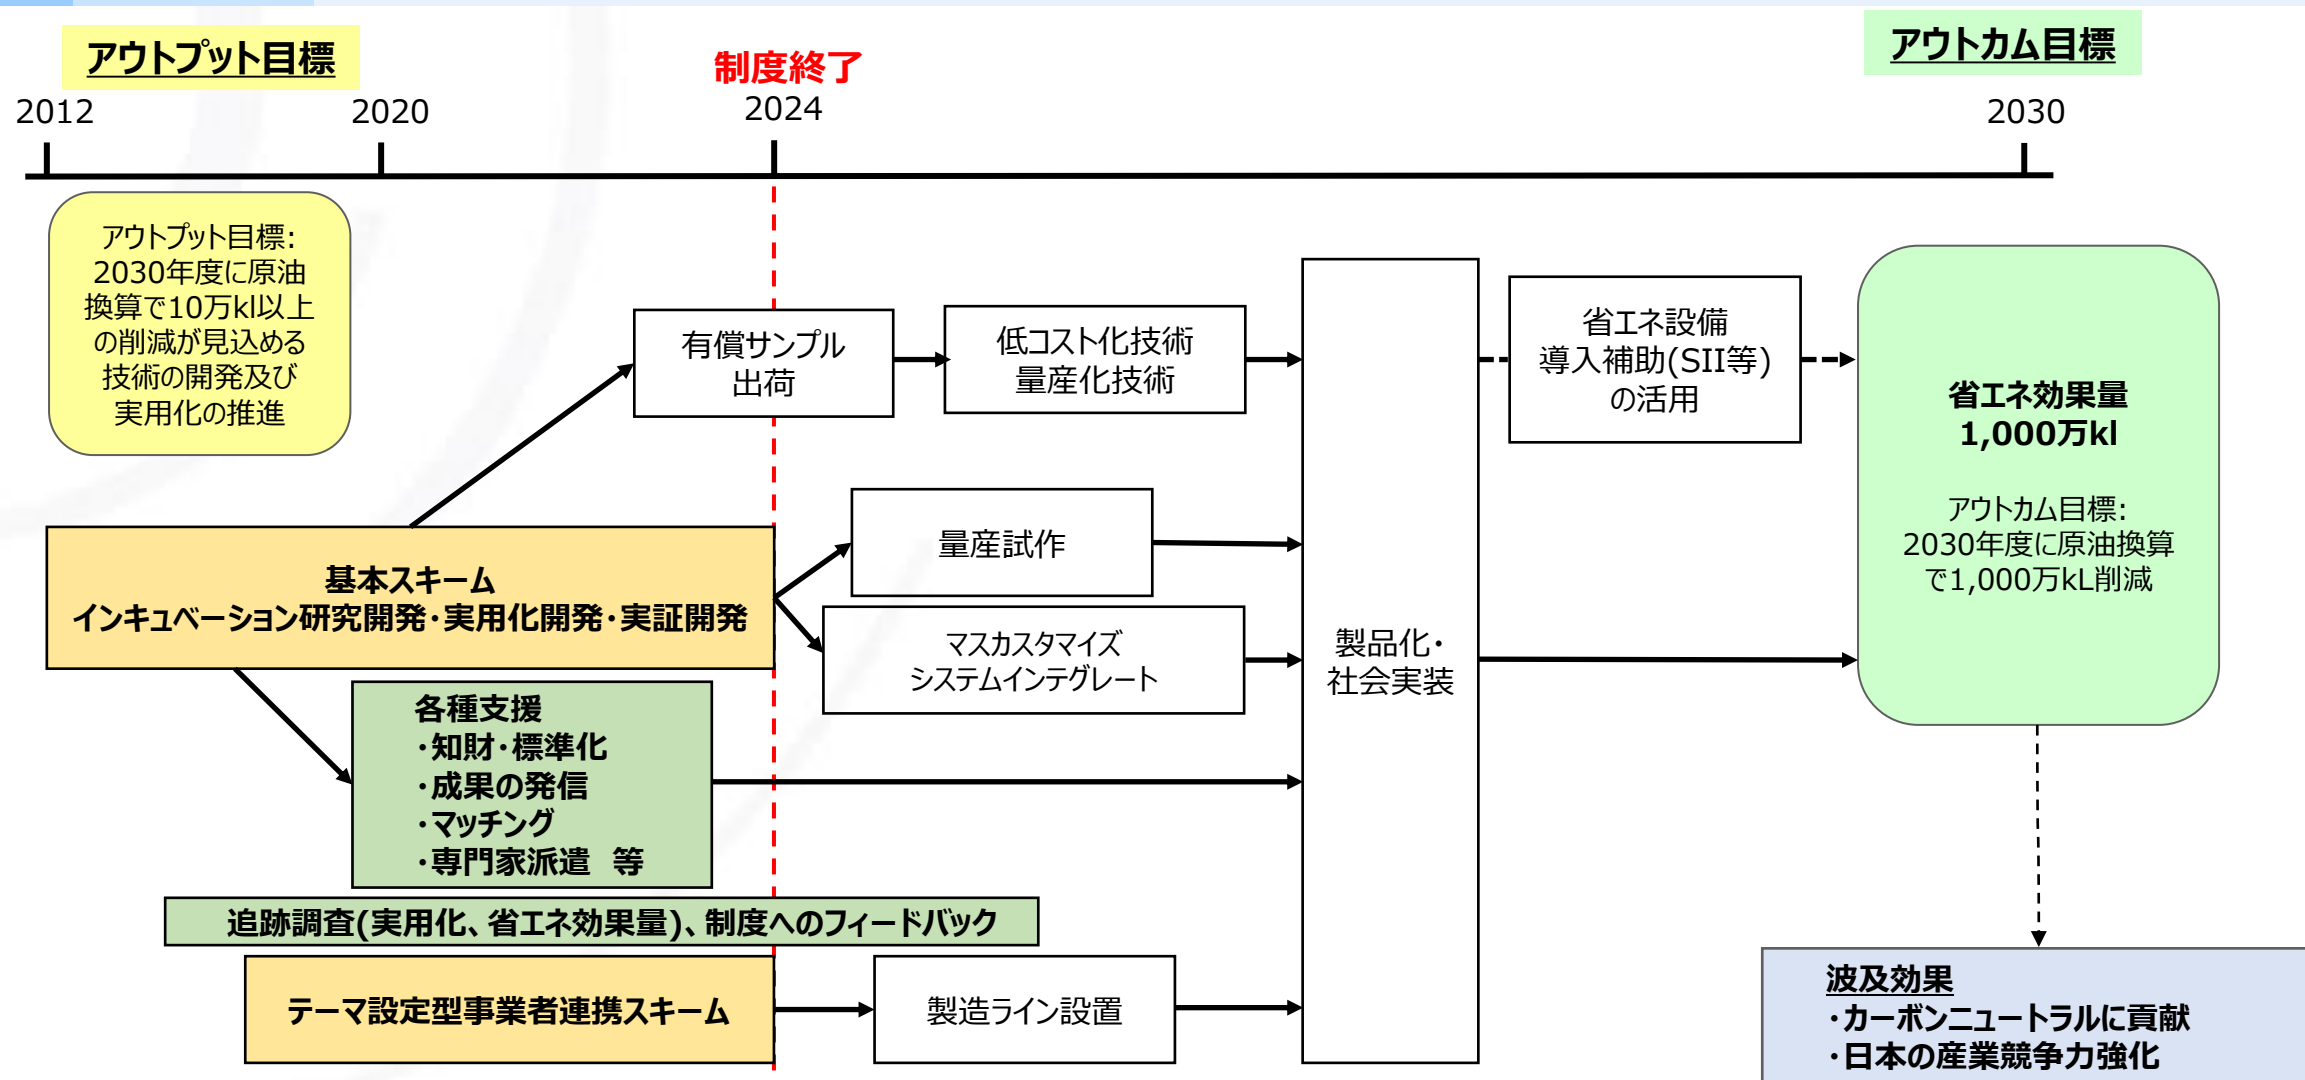 アウトプット目標
制度終了
アウトカム目標
2012
2020
2024
2030
アウトプット目標:
2030年度に原油
換算で10万kl以上
の削減が見込める
技術の開発及び
実用化の推進
有償サンプル
出荷
低コスト化技術
量産化技術
省エネ設備
導入補助(SII等)
の活用
省エネ効果量
1,000万kl
アウトカム目標:
2030年度に原油換算
で1,000万kL削減
基本スキーム
インキュベーション研究開発・実用化開発・実証開発
量産試作
マスカスタマイズ
システムインテグレート
製品化・
社会実装
各種支援
・知財・標準化
・成果の発信
・マッチング
・専門家派遣 等
追跡調査(実用化、省エネ効果量)、制度へのフィードバック
テーマ設定型事業者連携スキーム
製造ライン設置
波及効果
・カーボンニュートラルに貢献
・日本の産業競争力強化